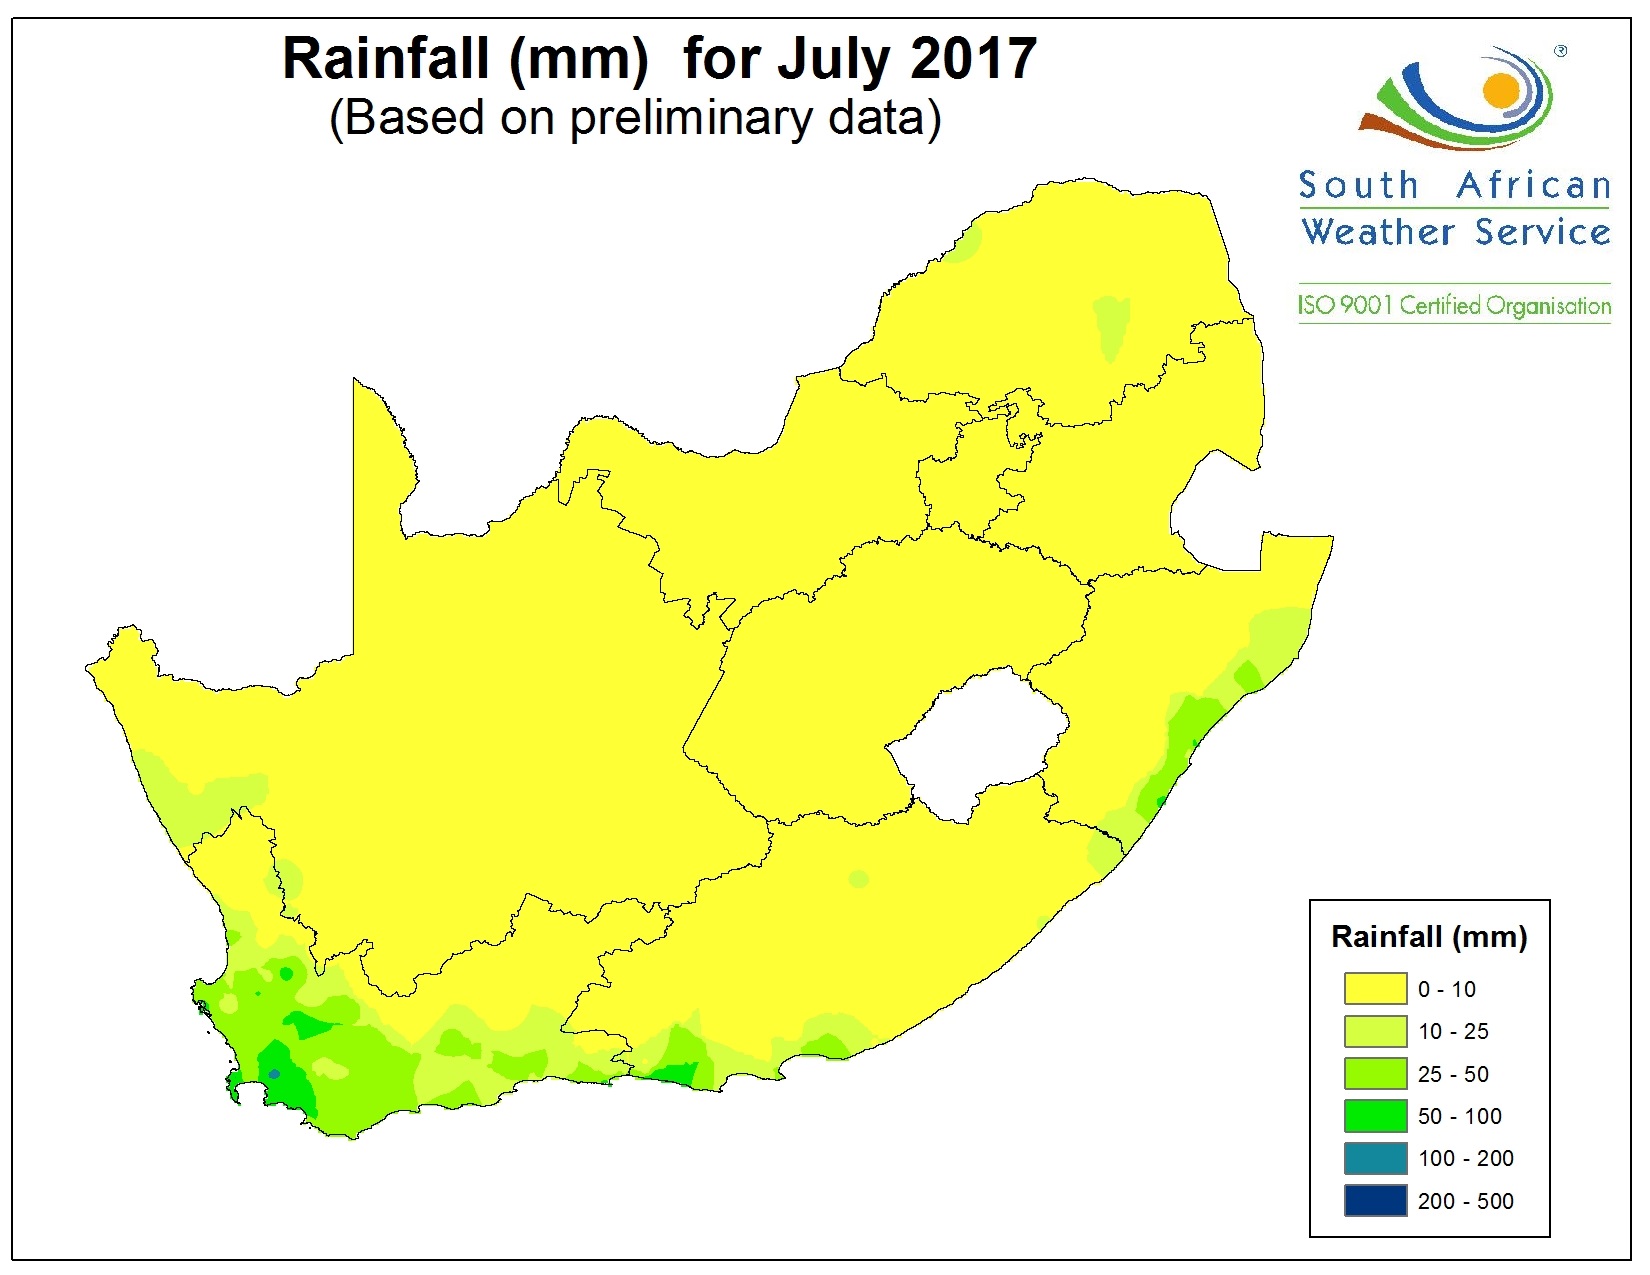 Rainfall (mm)  for July 2017
(Based on preliminary data)
®
South African
Weather Service
ISO 9001 Certified Organisation
Rainfall (mm)
0 - 10
10 - 25
25 - 50
50 - 100
100 - 200
200 - 500